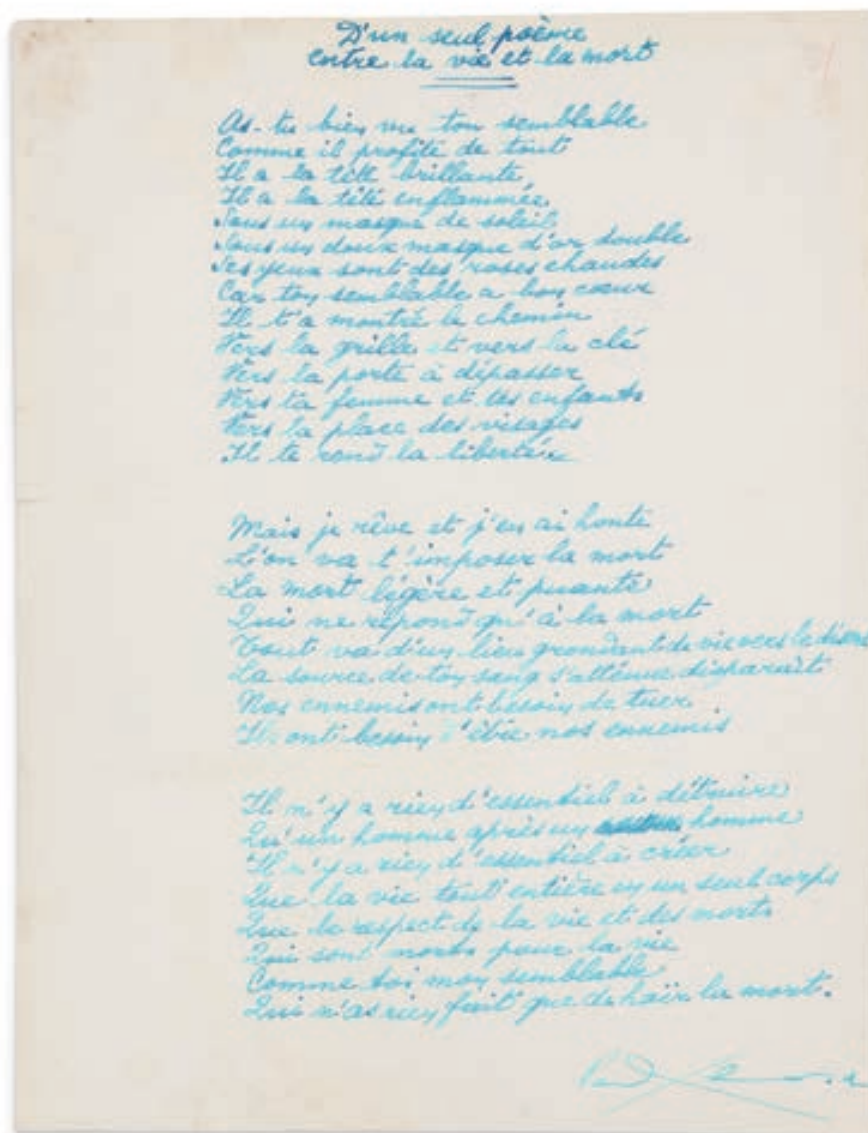 D'un seul poème
entre la vie et la mort
As-tu bien vu ton semblable
Comme il profite de tout
Il a la tête brillante
Il a la tête enflammée
Sous un masque de soleil
Sous un doux masque d'or double
Ses yeux sont des roses chaudes
Car ton semblable a bon cœur
Il t'a montré le chemin
Vers la grille et vers la clé
Vers la porte à dépasser
Vers ta femme et tes enfants
Vers la place des visages
Il te rend la liberté
Mais je rêve et j'en ai honte
L'on va t'imposer la mort
La mort légère et puante
Qui ne répond qu'à la mort
Tout va d'un lieu grondant de vie vers le
La source de ton sang s'atténue disparaît
Nos ennemis ont besoin de tuer
Ils ont besoin d'être nos ennemis
Il n'y a rien d'essentiel à détruire
Qu'un homme après un homme
Il n'y a rien d'essentiel à créer
Que la vie tout entière en un seul corps
Que le respect de la vie et des morts
Qui sont morts pour la vie
Comme toi mon semblable
Qui n'as rien fait que de haïr la mort.